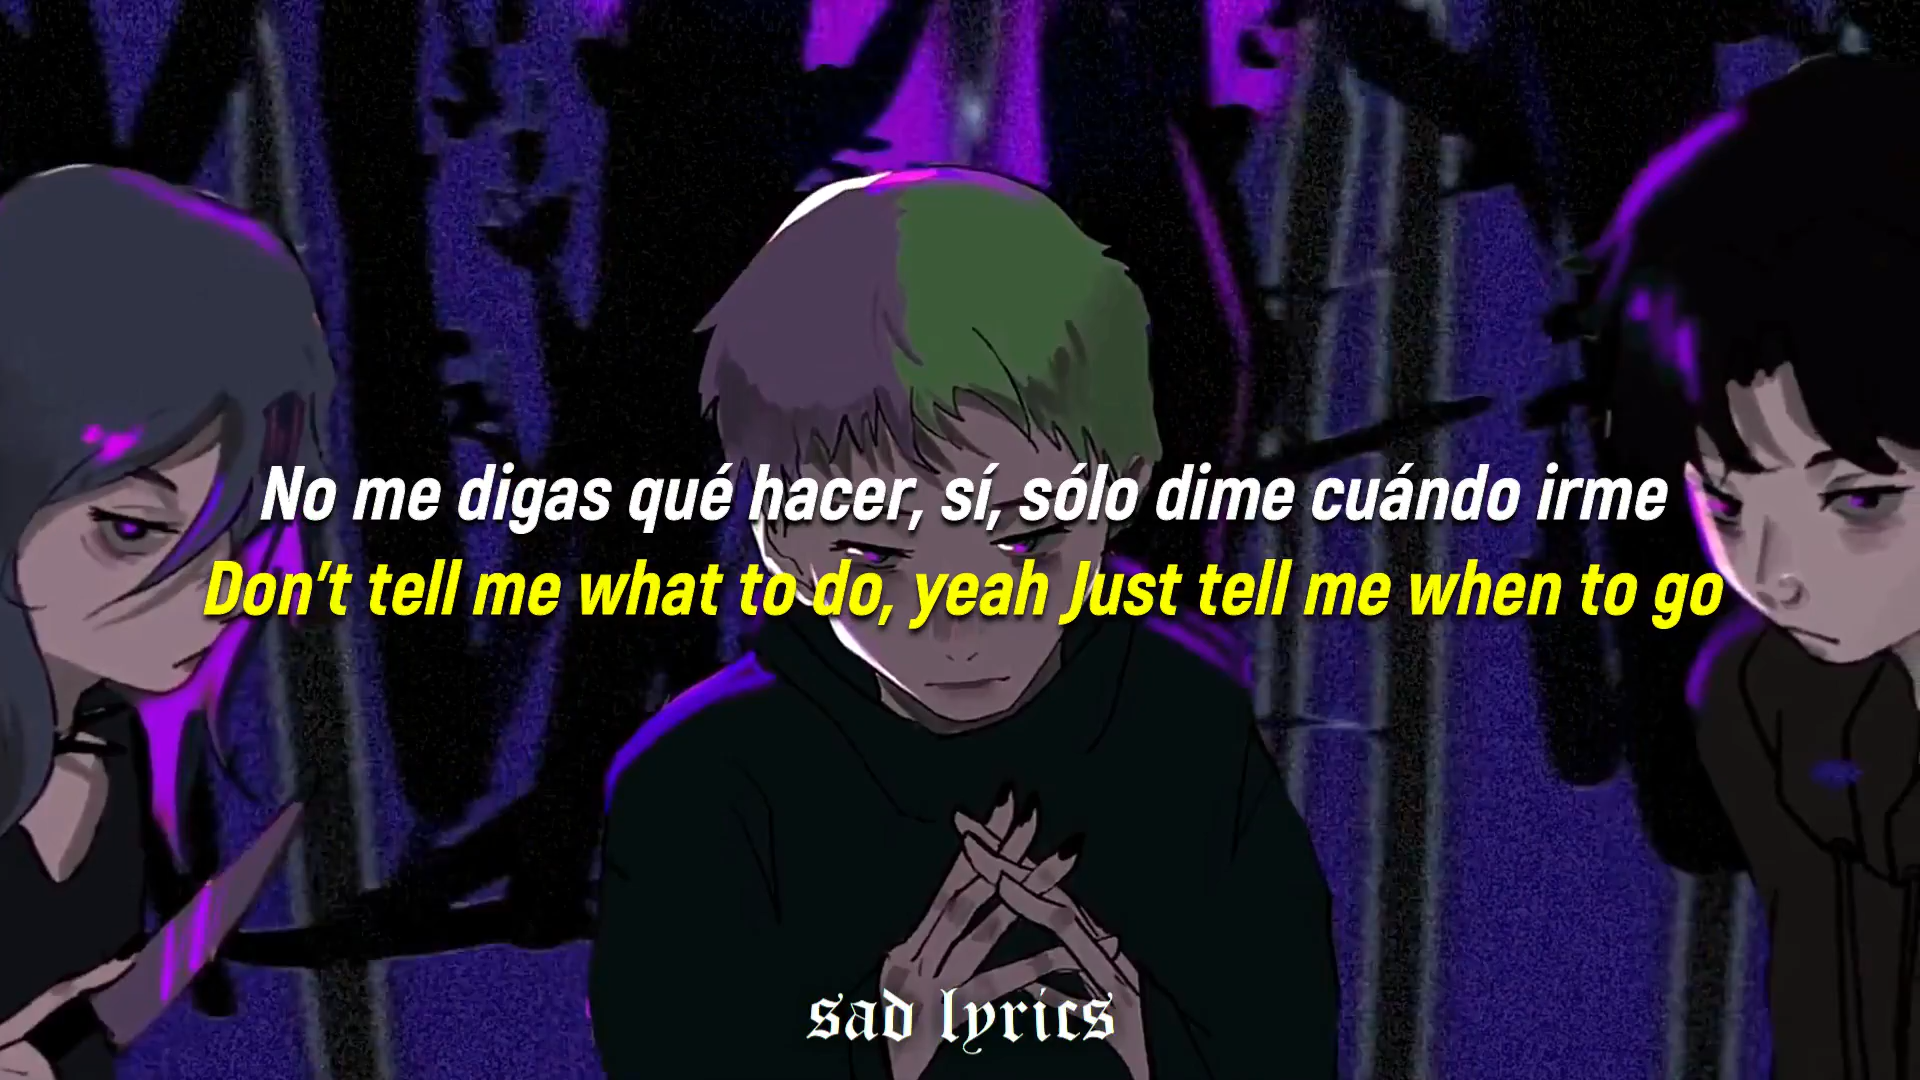 No me digas qué hacer, sí, sólo dime cuándo irme
Don't tell me what to do, yeah Just tell me when to go
sad lyrics